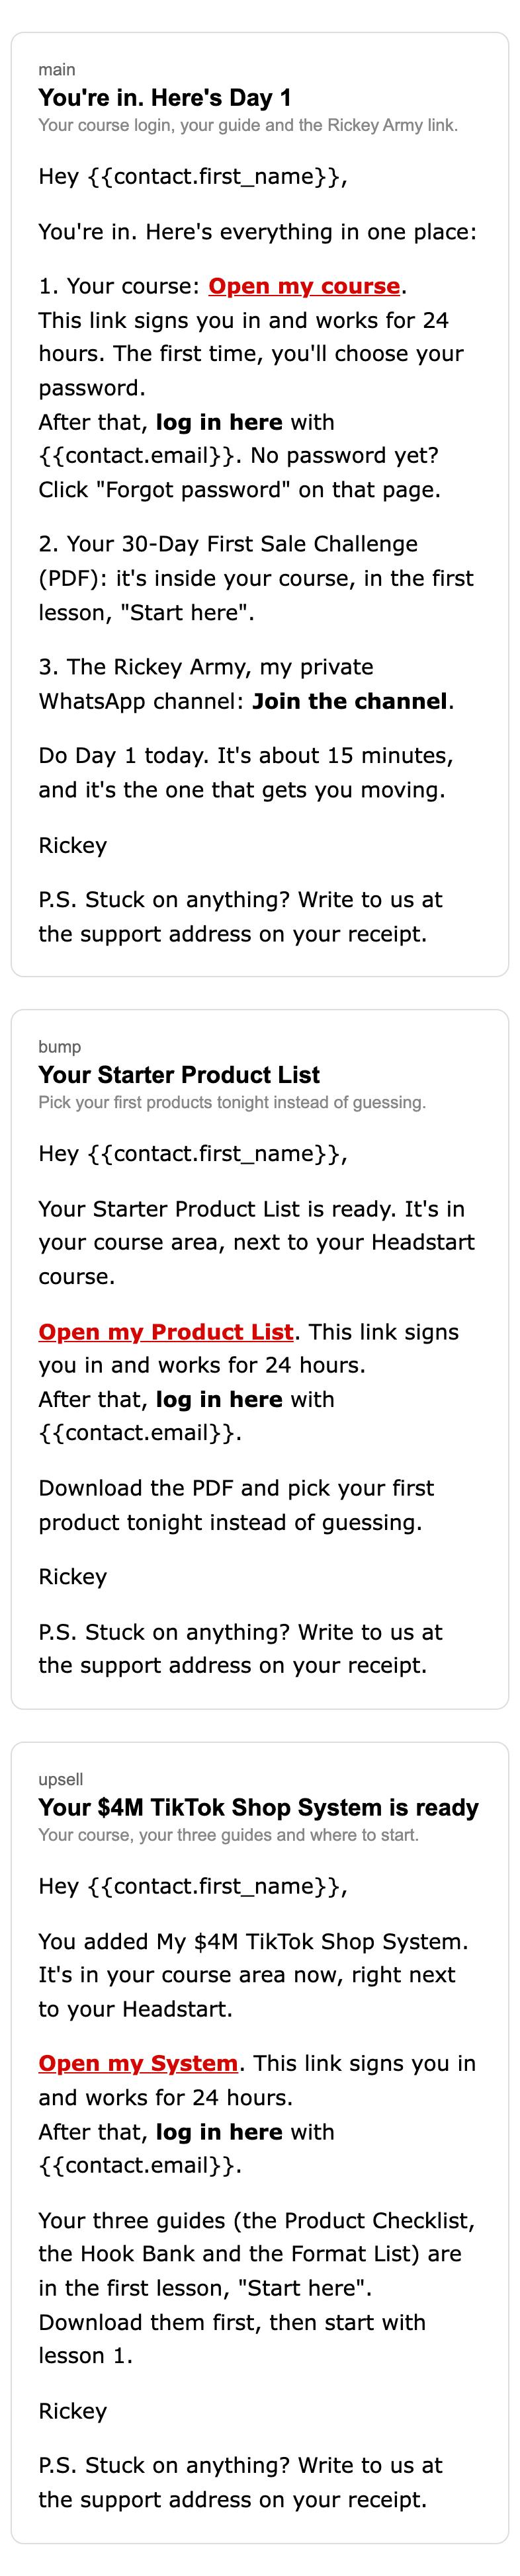 main
You're in. Here's Day 1
Your course login, your guide and the Rickey Army link.
Hey {{contact.first_name}},
You're in. Here's everything in one place:
1. Your course: Open my course.
This link signs you in and works for 24
hours. The first time, you'll choose your
password.
After that, log in here with
{{contact.email}}. No password yet?
Click "Forgot password" on that page.
2. Your 30-Day First Sale Challenge
(PDF): it's inside your course, in the first
lesson, "Start here".
3. The Rickey Army, my private
WhatsApp channel: Join the channel.
Do Day 1 today. It's about 15 minutes,
and it's the one that gets you moving.
Rickey
P.S. Stuck on anything? Write to us at
the support address on your receipt.
bump
Your Starter Product List
Pick your first products tonight instead of guessing.
Hey {{contact.first_name}},
Your Starter Product List is ready. It's in
your course area, next to your Headstart
course.
Open my Product List. This link signs
you in and works for 24 hours.
After that, log in here with
{{contact.email}}.
Download the PDF and pick your first
product tonight instead of guessing.
Rickey
P.S. Stuck on anything? Write to us at
the support address on your receipt.
upsell
Your $4M TikTok Shop System is ready
Your course, your three guides and where to start.
Hey {{contact.first_name}},
You added My $4M TikTok Shop System.
It's in your course area now, right next
to your Headstart.
Open my System. This link signs you in
and works for 24 hours.
After that, log in here with
{{contact.email}}.
Your three guides (the Product Checklist,
the Hook Bank and the Format List) are
in the first lesson, "Start here".
Download them first, then start with
lesson 1.
Rickey
P.S. Stuck on anything? Write to us at
the support address on your receipt.